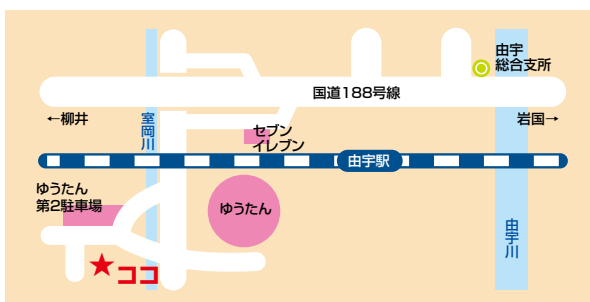 由宇
総合支所
国道188号線
←柳井
岩国→
室岡川
セブン
イレブン
由宇駅
ゆうたん
第2駐車場
ゆうたん
由宇川
★ココ